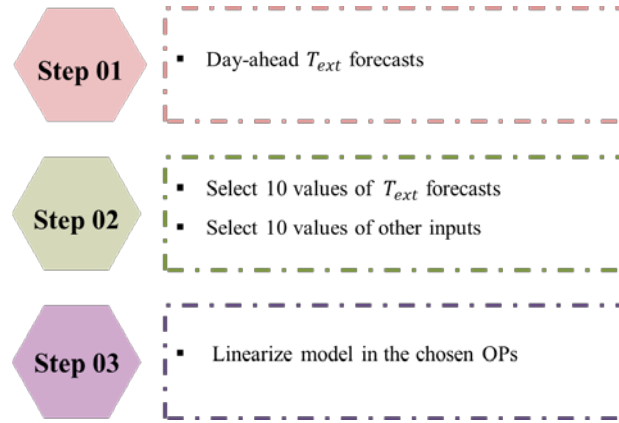 Step 01
▪ Day-ahead T_ext forecasts
Step 02
▪ Select 10 values of T_ext forecasts
▪ Select 10 values of other inputs
Step 03
▪ Linearize model in the chosen OPs